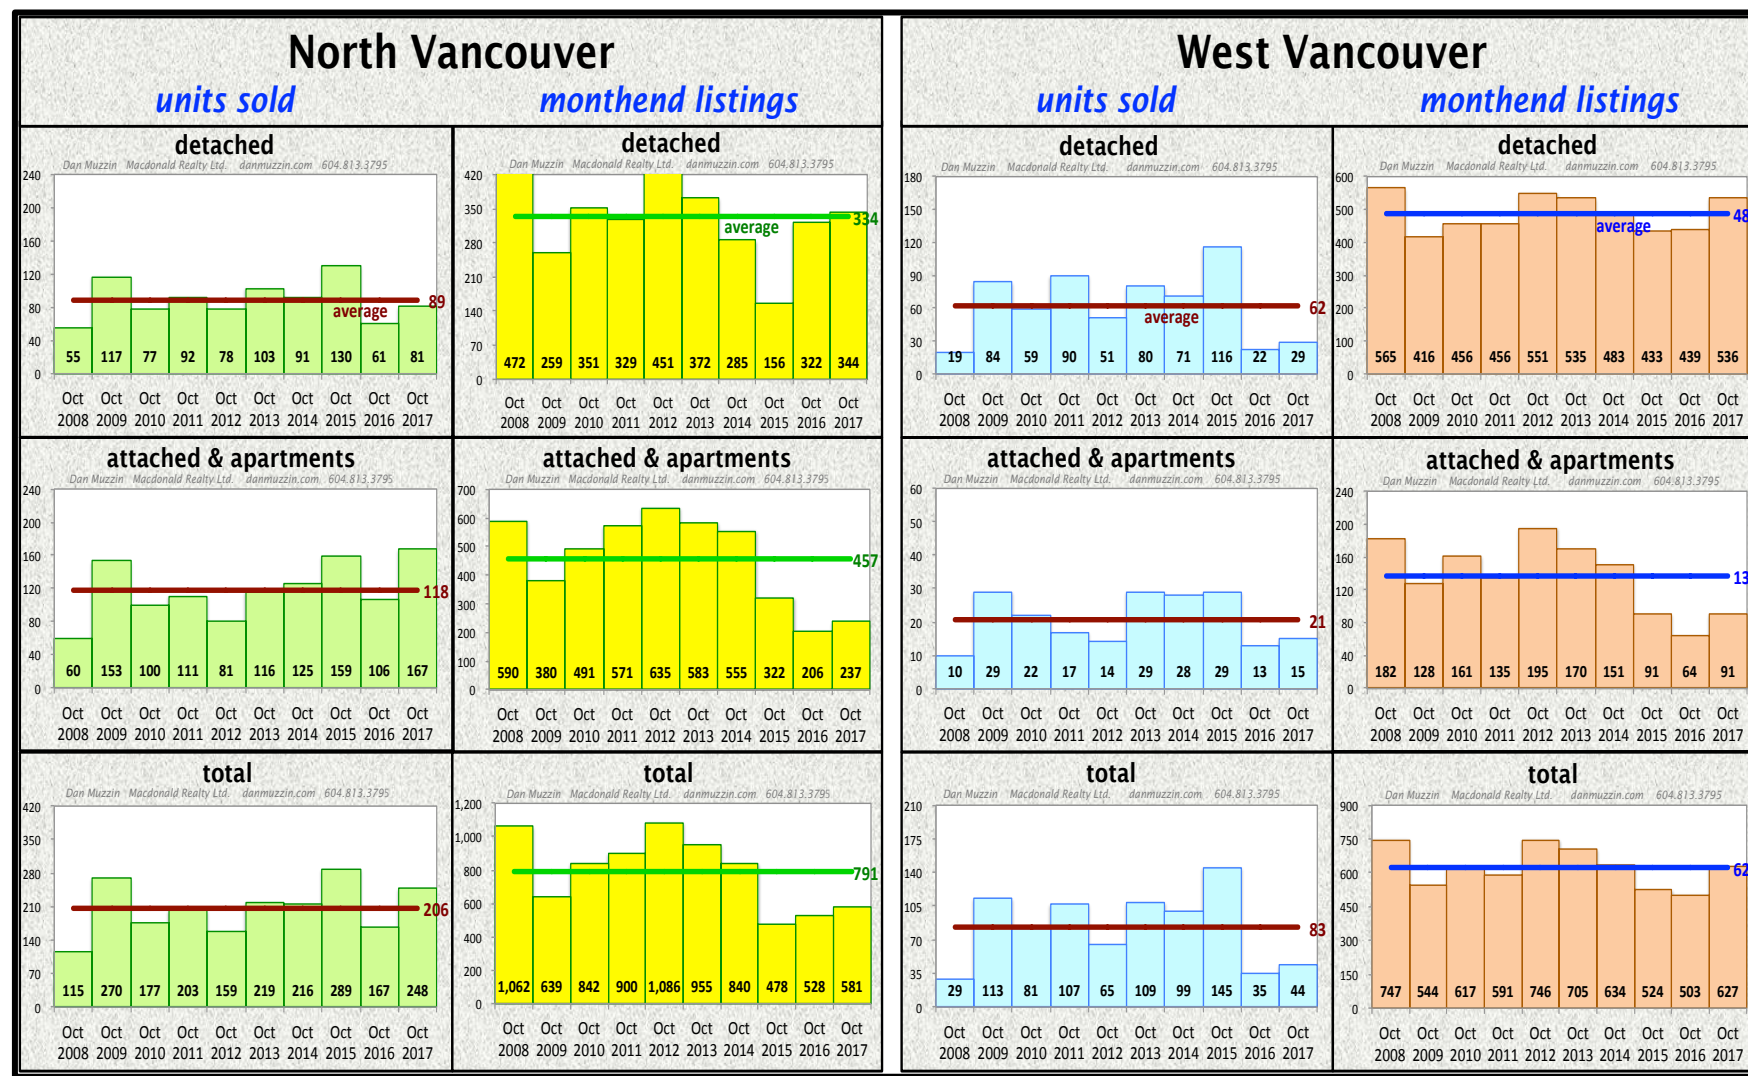 North Vancouver
units sold monthend listings
West Vancouver
units sold monthend listings
detached
Dan Muzzin Macdonald Realty Ltd. danmuzzin.com 604.813.3795
240
200
160
120
80
40
0
89
average
55 117 77 92 78 103 91 130 61 81
Oct Oct Oct Oct Oct Oct Oct Oct Oct Oct
2008 2009 2010 2011 2012 2013 2014 2015 2016 2017
detached
Dan Muzzin Macdonald Realty Ltd. danmuzzin.com 604.813.3795
420
350
280
210
140
70
0
334
average
472 259 351 329 451 372 285 156 322 344
Oct Oct Oct Oct Oct Oct Oct Oct Oct Oct
2008 2009 2010 2011 2012 2013 2014 2015 2016 2017
detached
Dan Muzzin Macdonald Realty Ltd. danmuzzin.com 604.813.3795
180
150
120
90
60
30
0
62
average
19 84 59 90 51 80 71 116 22 29
Oct Oct Oct Oct Oct Oct Oct Oct Oct Oct
2008 2009 2010 2011 2012 2013 2014 2015 2016 2017
detached
Dan Muzzin Macdonald Realty Ltd. danmuzzin.com 604.813.3795
600
500
400
300
200
100
0
48
average
565 416 456 456 551 535 483 433 439 536
Oct Oct Oct Oct Oct Oct Oct Oct Oct Oct
2008 2009 2010 2011 2012 2013 2014 2015 2016 2017
attached & apartments
Dan Muzzin Macdonald Realty Ltd. danmuzzin.com 604.813.3795
240
200
160
120
80
40
0
118
60 153 100 111 81 116 125 159 106 167
Oct Oct Oct Oct Oct Oct Oct Oct Oct Oct
2008 2009 2010 2011 2012 2013 2014 2015 2016 2017
attached & apartments
Dan Muzzin Macdonald Realty Ltd. danmuzzin.com 604.813.3795
700
600
500
400
300
200
100
0
457
590 380 491 571 635 583 555 322 206 237
Oct Oct Oct Oct Oct Oct Oct Oct Oct Oct
2008 2009 2010 2011 2012 2013 2014 2015 2016 2017
attached & apartments
Dan Muzzin Macdonald Realty Ltd. danmuzzin.com 604.813.3795
60
50
40
30
20
10
0
21
10 29 22 17 14 29 28 29 13 15
Oct Oct Oct Oct Oct Oct Oct Oct Oct Oct
2008 2009 2010 2011 2012 2013 2014 2015 2016 2017
attached & apartments
Dan Muzzin Macdonald Realty Ltd. danmuzzin.com 604.813.3795
240
200
160
120
80
40
0
13
182 128 161 135 195 170 151 91 64 91
Oct Oct Oct Oct Oct Oct Oct Oct Oct Oct
2008 2009 2010 2011 2012 2013 2014 2015 2016 2017
total
Dan Muzzin Macdonald Realty Ltd. danmuzzin.com 604.813.3795
420
350
280
210
140
70
0
206
115 270 177 203 159 219 216 289 167 248
Oct Oct Oct Oct Oct Oct Oct Oct Oct Oct
2008 2009 2010 2011 2012 2013 2014 2015 2016 2017
total
Dan Muzzin Macdonald Realty Ltd. danmuzzin.com 604.813.3795
1,200
1,000
800
600
400
200
0
791
1,062 639 842 900 1,086 955 840 478 528 581
Oct Oct Oct Oct Oct Oct Oct Oct Oct Oct
2008 2009 2010 2011 2012 2013 2014 2015 2016 2017
total
Dan Muzzin Macdonald Realty Ltd. danmuzzin.com 604.813.3795
210
175
140
105
70
35
0
83
29 113 81 107 65 109 99 145 35 44
Oct Oct Oct Oct Oct Oct Oct Oct Oct Oct
2008 2009 2010 2011 2012 2013 2014 2015 2016 2017
total
Dan Muzzin Macdonald Realty Ltd. danmuzzin.com 604.813.3795
900
750
600
450
300
150
0
62
747 544 617 591 746 705 634 524 503 627
Oct Oct Oct Oct Oct Oct Oct Oct Oct Oct
2008 2009 2010 2011 2012 2013 2014 2015 2016 2017